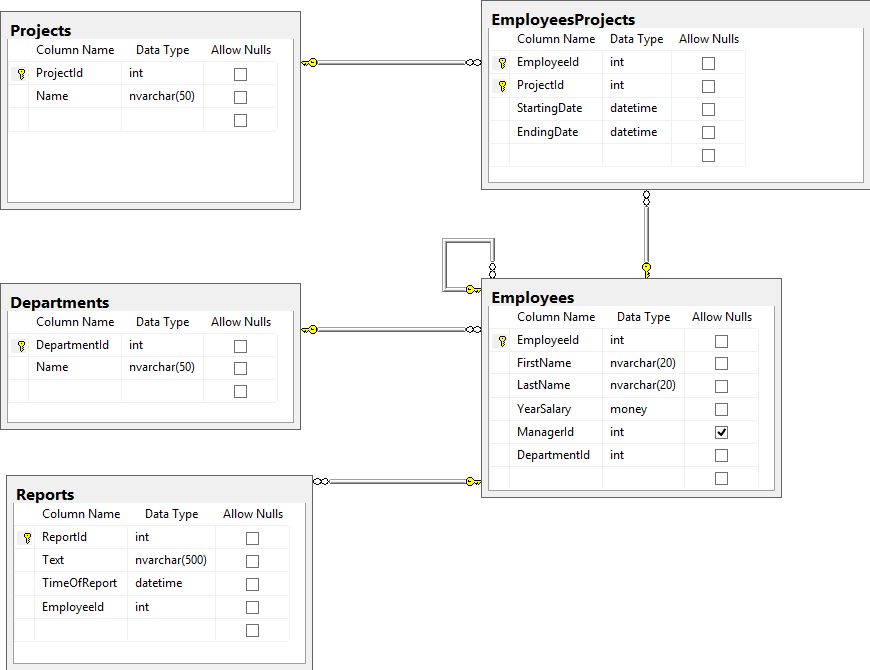 Projects
Column Name Data Type Allow Nulls
ProjectId int
Name nvarchar(50)
EmployeesProjects
Column Name Data Type Allow Nulls
EmployeeId int
ProjectId int
StartingDate datetime
EndingDate datetime
Departments
Column Name Data Type Allow Nulls
DepartmentId int
Name nvarchar(50)
Employees
Column Name Data Type Allow Nulls
EmployeeId int
FirstName nvarchar(20)
LastName nvarchar(20)
YearSalary money
ManagerId int
DepartmentId int
Reports
Column Name Data Type Allow Nulls
ReportId int
Text nvarchar(500)
TimeOfReport datetime
EmployeeId int